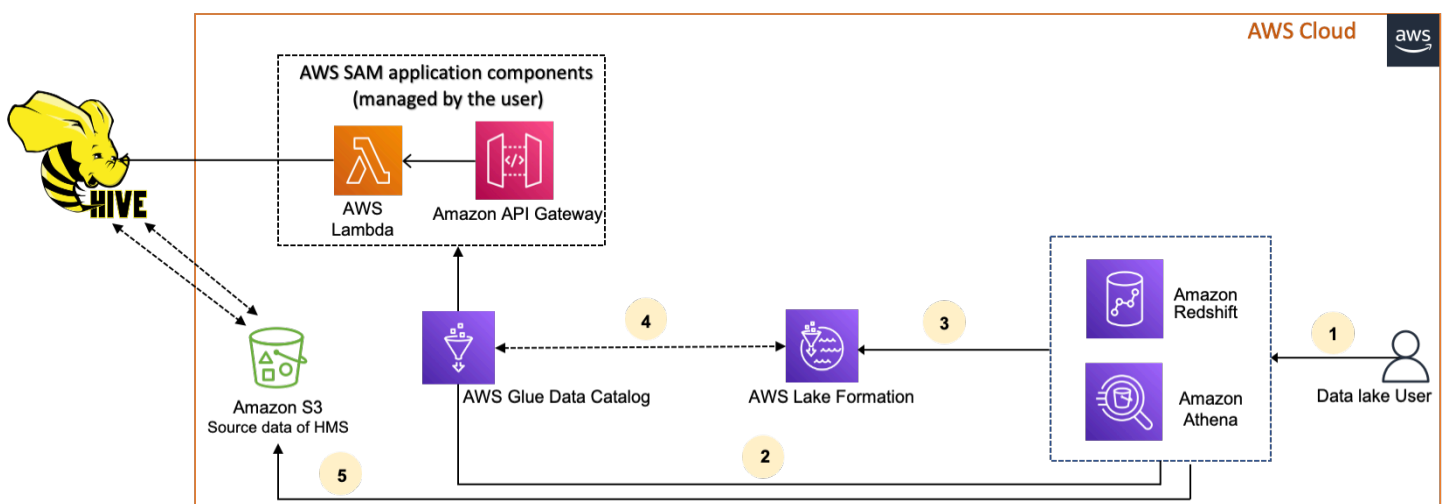 AWS Cloud
aws
AWS SAM application components
(managed by the user)
HIVE
AWS
Lambda
Amazon API Gateway
4
3
1
Amazon
Redshift
AWS Glue Data Catalog
AWS Lake Formation
Amazon
Athena
Data lake User
Amazon S3
Source data of HMS
2
5